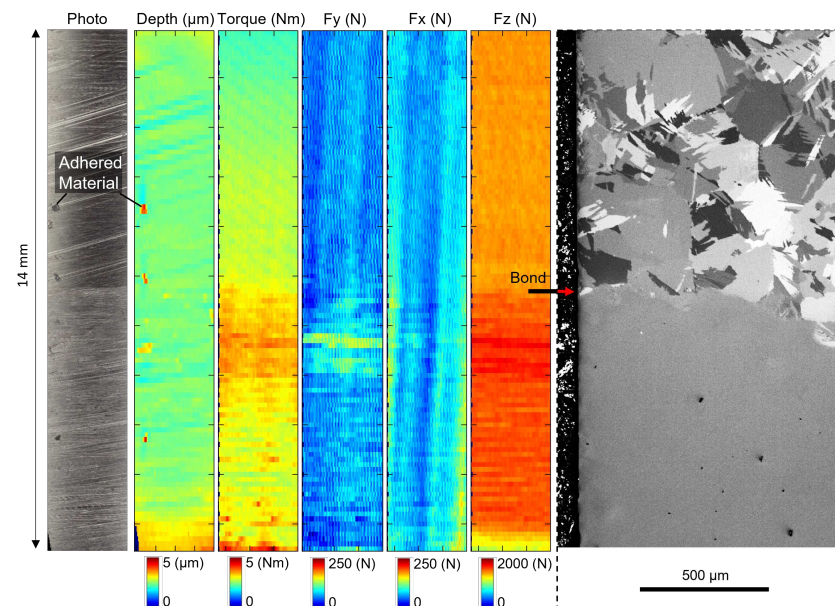 Photo Depth (µm) Torque (Nm) Fy (N) Fx (N) Fz (N)
Adhered
Material
14 mm
Bond
5 (µm) 5 (Nm) 250 (N) 250 (N) 2000 (N)
0 0 0 0 0
500 µm